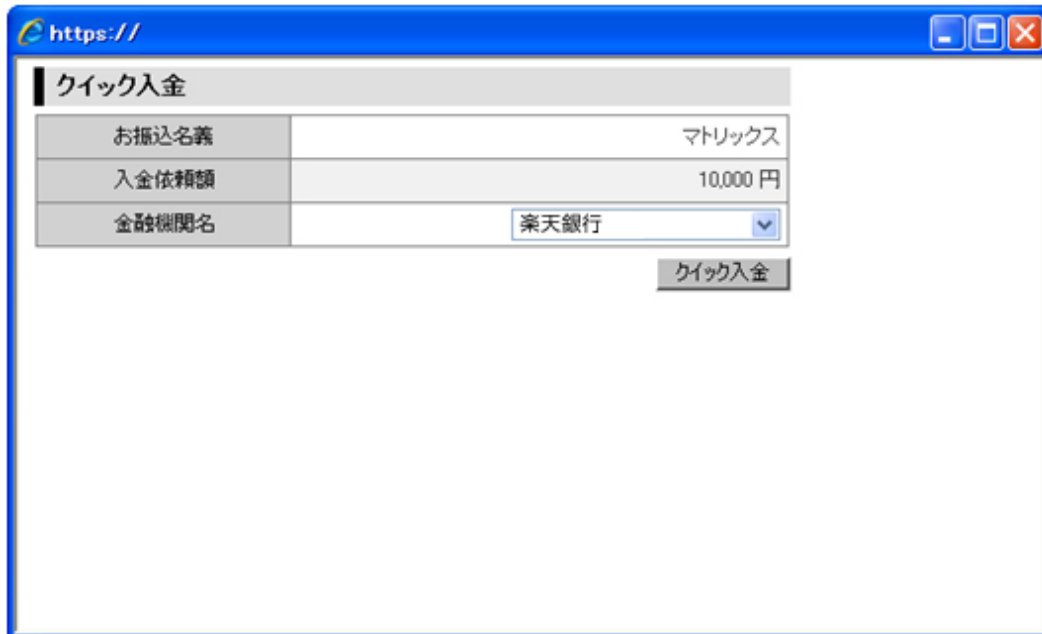 https://
クイック入金
お振込名義 マトリックス
入金依頼額 10,000 円
金融機関名 楽天銀行
クイック入金